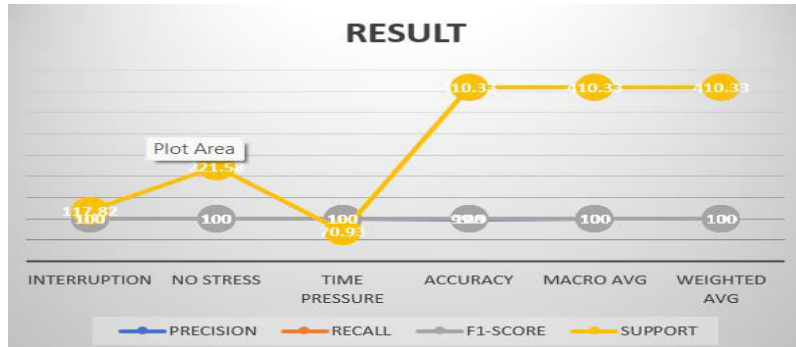 RESULT
410.33 410.33 410.33
Plot Area
221.58
117.82
100 100 100 100 100
70.93
INTERRUPTION NO STRESS TIME PRESSURE ACCURACY MACRO AVG WEIGHTED AVG
PRECISION RECALL F1-SCORE SUPPORT